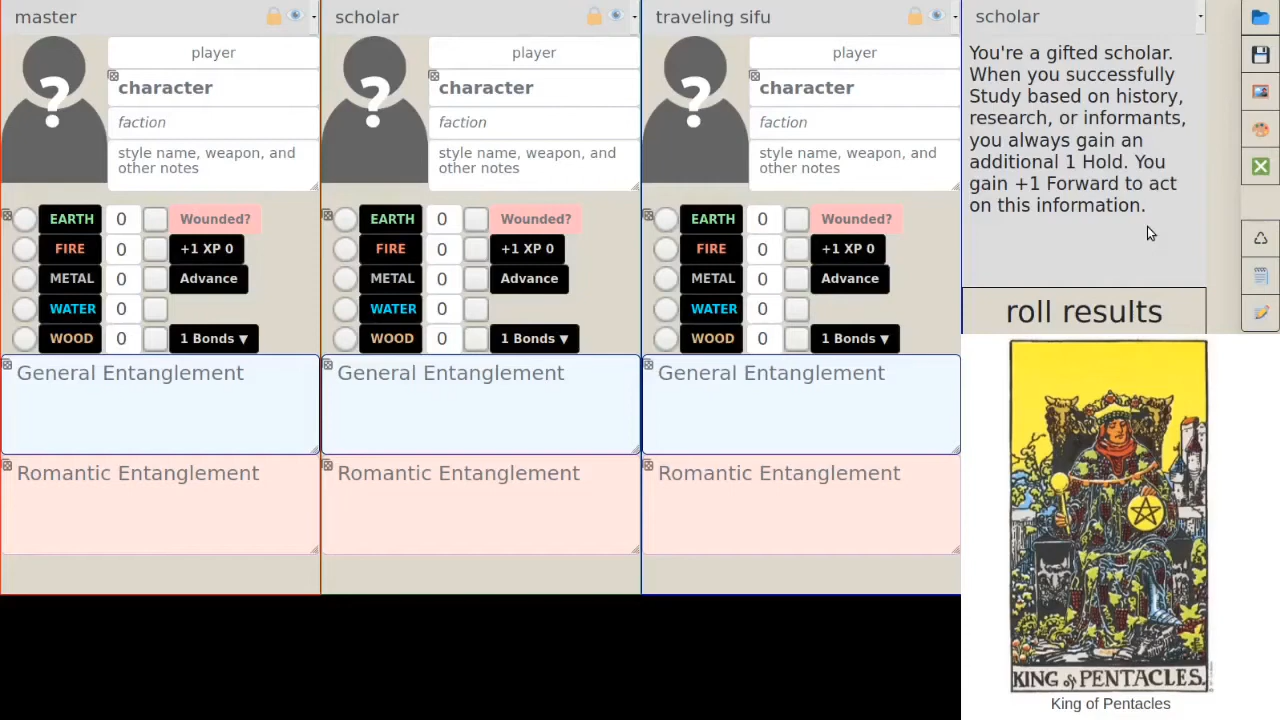 master
player
character
faction
style name, weapon, and
other notes
EARTH 0 Wounded?
FIRE 0 +1 XP 0
METAL 0 Advance
WATER 0
WOOD 0 1 Bonds ▼
General Entanglement
Romantic Entanglement
scholar
player
character
faction
style name, weapon, and
other notes
EARTH 0 Wounded?
FIRE 0 +1 XP 0
METAL 0 Advance
WATER 0
WOOD 0 1 Bonds ▼
General Entanglement
Romantic Entanglement
traveling sifu
player
character
faction
style name, weapon, and
other notes
EARTH 0 Wounded?
FIRE 0 +1 XP 0
METAL 0 Advance
WATER 0
WOOD 0 1 Bonds ▼
General Entanglement
Romantic Entanglement
scholar
You're a gifted scholar.
When you successfully
Study based on history,
research, or informants,
you always gain an
additional 1 Hold. You
gain +1 Forward to act
on this information.
roll results
KING of PENTACLES.
King of Pentacles